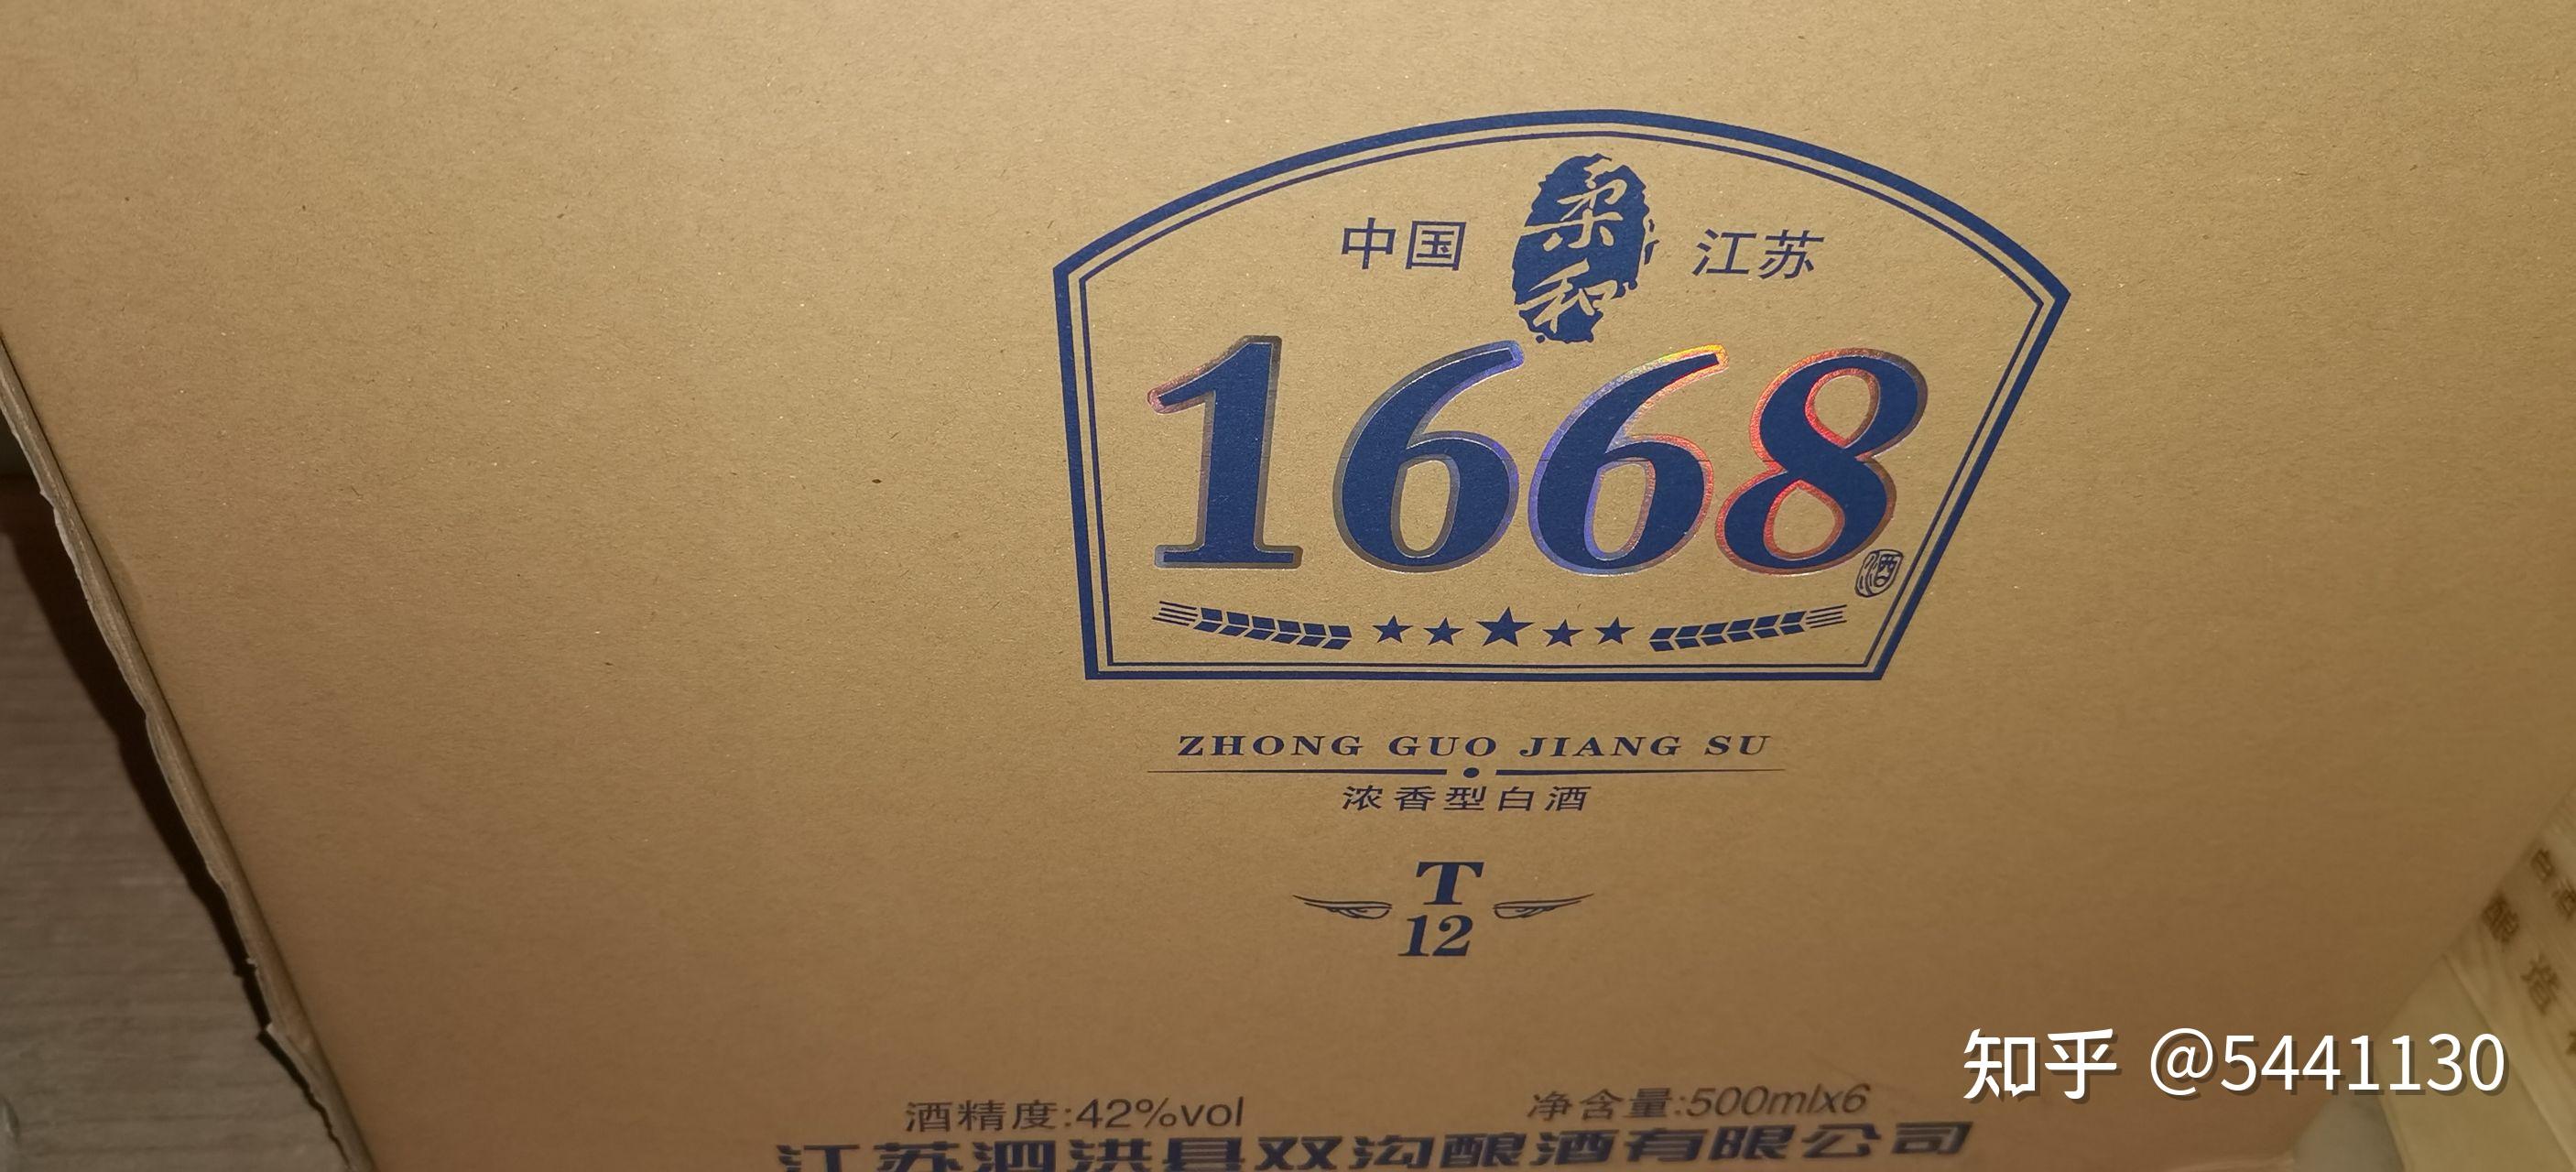 中国 柔和 江苏
1668
酒
ZHONG GUO JIANG SU
浓香型白酒
T
12
酒精度:42%vol 净含量:500mlx6
江苏泗洪县双沟酿酒有限公司
酿造
知乎 @5441130